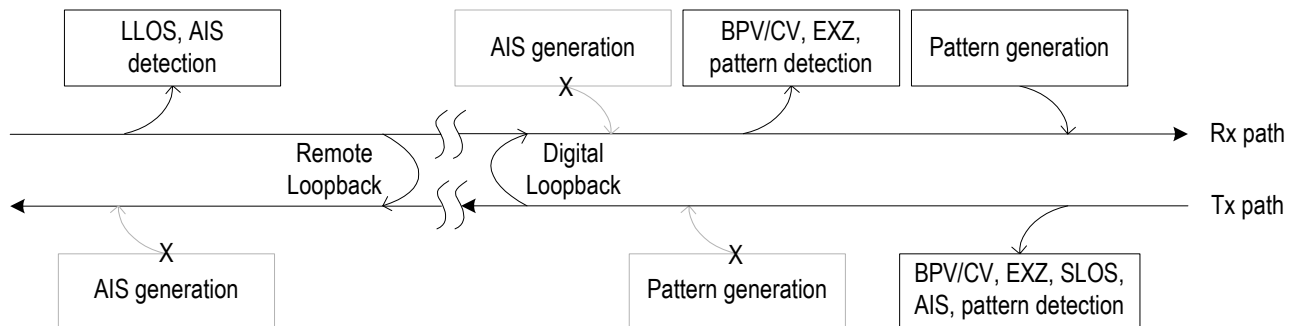 LLOS, AIS
detection
AIS generation
BPV/CV, EXZ,
pattern detection
Pattern generation
X
Rx path
Remote
Loopback
Digital
Loopback
Tx path
X
X
AIS generation
Pattern generation
BPV/CV, EXZ, SLOS,
AIS, pattern detection